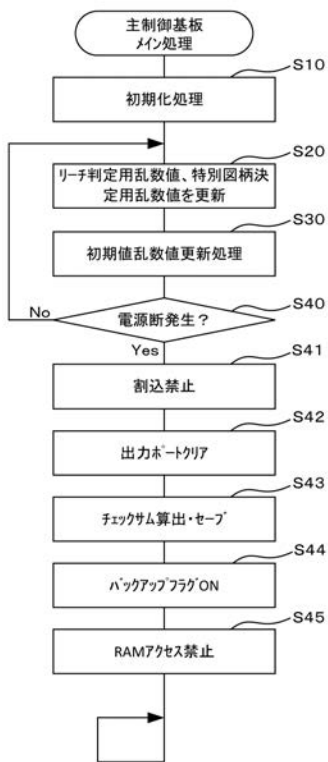 主制御基板
メイン処理
S10
初期化処理
S20
リーチ判定用乱数値、特別図柄決
定用乱数値を更新
S30
初期値乱数値更新処理
S40
No
電源断発生？
Yes
S41
割込禁止
S42
出力ポートクリア
S43
チェックサム算出・セーブ
S44
バックアップフラグON
S45
RAMアクセス禁止